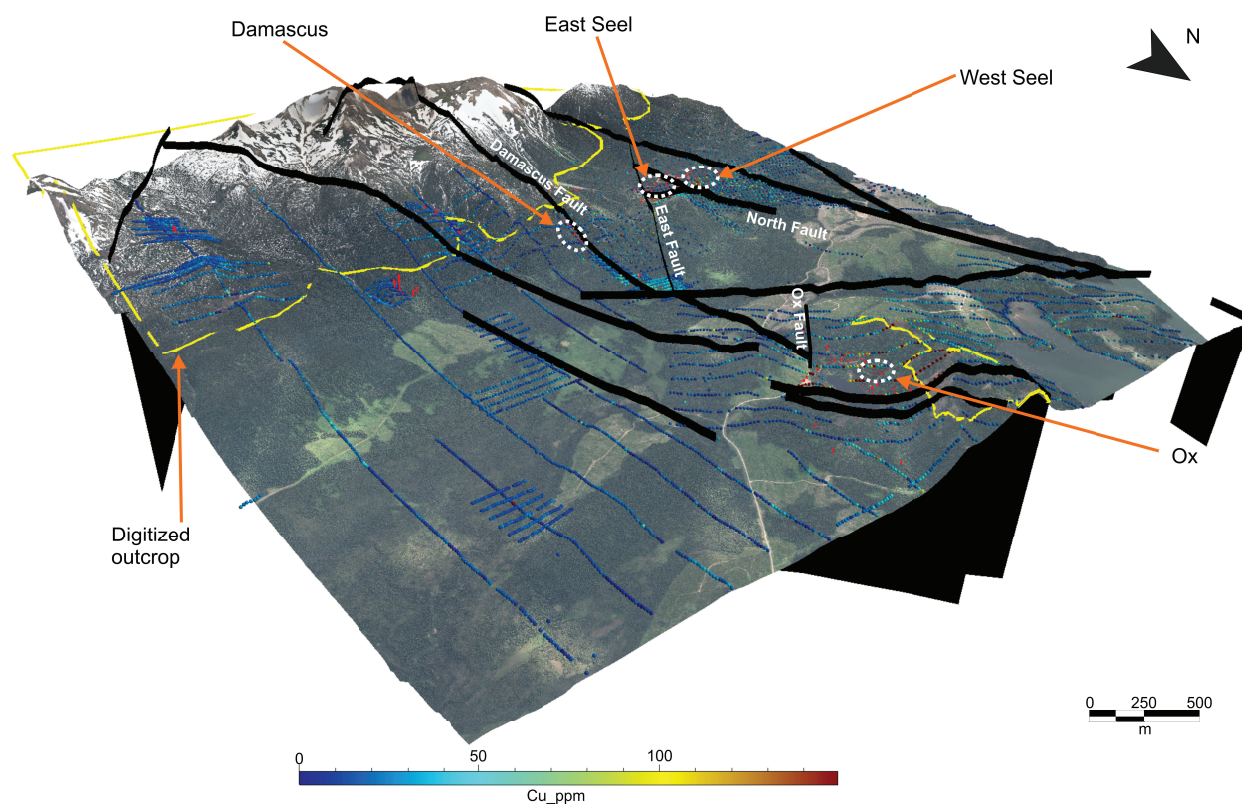 Damascus
East Seel
West Seel
N
Damascus Fault
East Fault
North Fault
Ox Fault
Ox
Digitized
outcrop
0 250 500
m
0 50 100
Cu_ppm